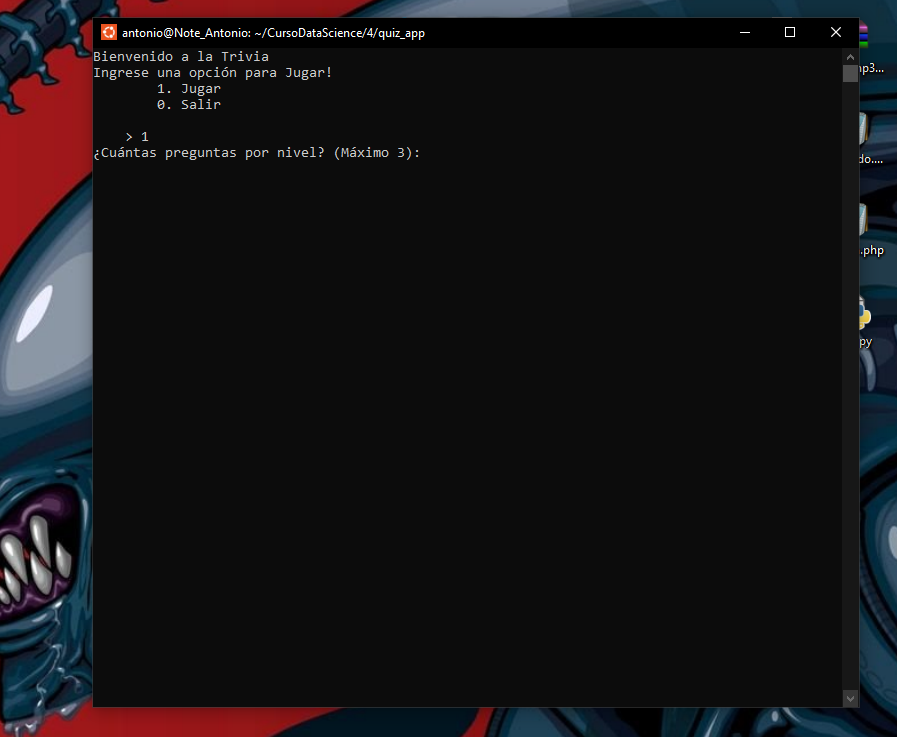 antonio@Note_Antonio: ~/CursoDataScience/4/quiz_app
Bienvenido a la Trivia
Ingrese una opción para Jugar!
1. Jugar
0. Salir
> 1
¿Cuántas preguntas por nivel? (Máximo 3):
np3...
do....
.php
py